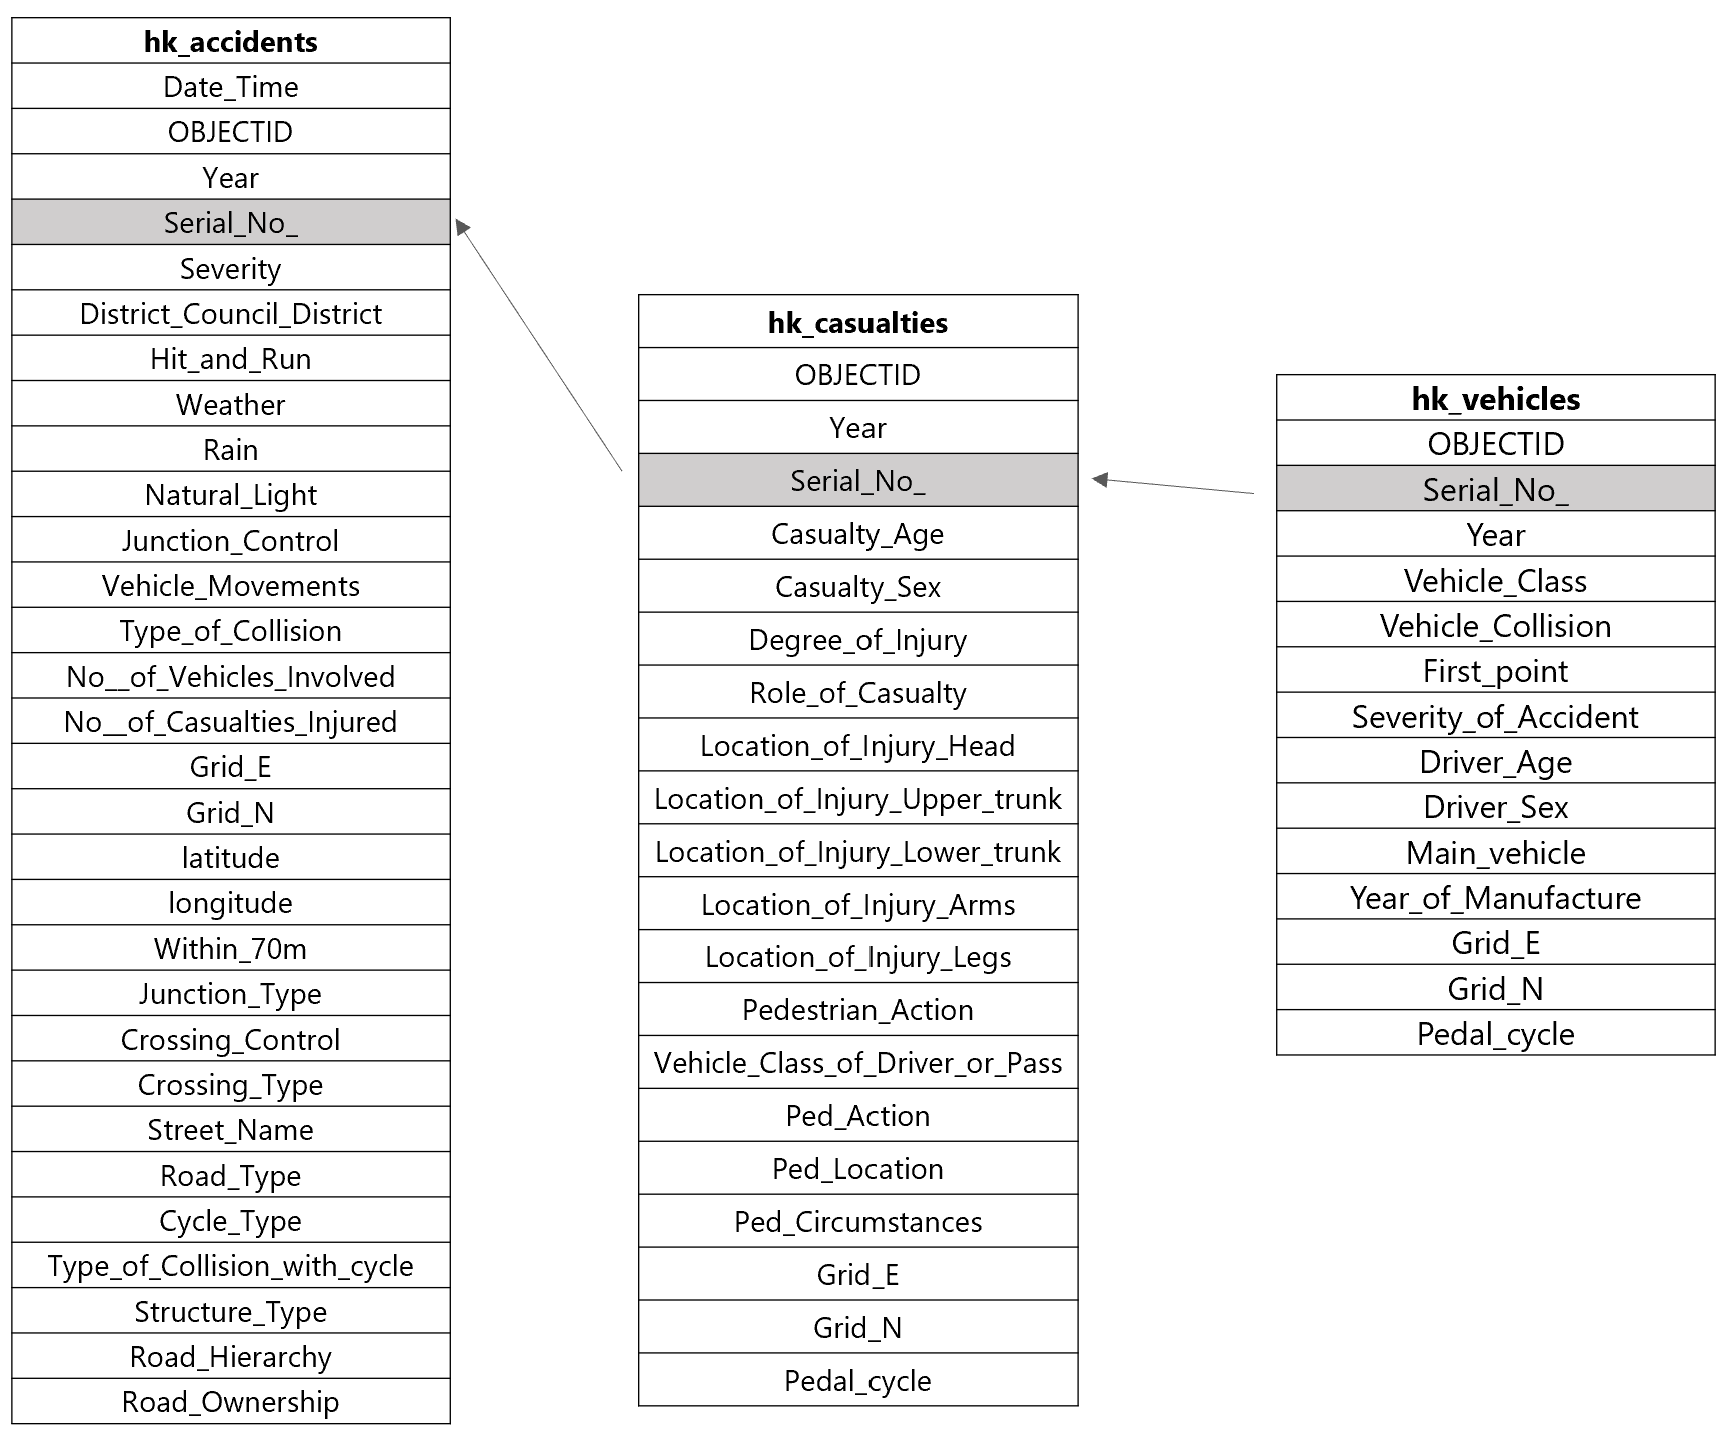 hk_accidents
Date_Time
OBJECTID
Year
Serial_No_
Severity
District_Council_District
Hit_and_Run
Weather
Rain
Natural_Light
Junction_Control
Vehicle_Movements
Type_of_Collision
No__of_Vehicles_Involved
No__of_Casualties_Injured
Grid_E
Grid_N
latitude
longitude
Within_70m
Junction_Type
Crossing_Control
Crossing_Type
Street_Name
Road_Type
Cycle_Type
Type_of_Collision_with_cycle
Structure_Type
Road_Hierarchy
Road_Ownership
hk_casualties
OBJECTID
Year
Serial_No_
Casualty_Age
Casualty_Sex
Degree_of_Injury
Role_of_Casualty
Location_of_Injury_Head
Location_of_Injury_Upper_trunk
Location_of_Injury_Lower_trunk
Location_of_Injury_Arms
Location_of_Injury_Legs
Pedestrian_Action
Vehicle_Class_of_Driver_or_Pass
Ped_Action
Ped_Location
Ped_Circumstances
Grid_E
Grid_N
Pedal_cycle
hk_vehicles
OBJECTID
Serial_No_
Year
Vehicle_Class
Vehicle_Collision
First_point
Severity_of_Accident
Driver_Age
Driver_Sex
Main_vehicle
Year_of_Manufacture
Grid_E
Grid_N
Pedal_cycle